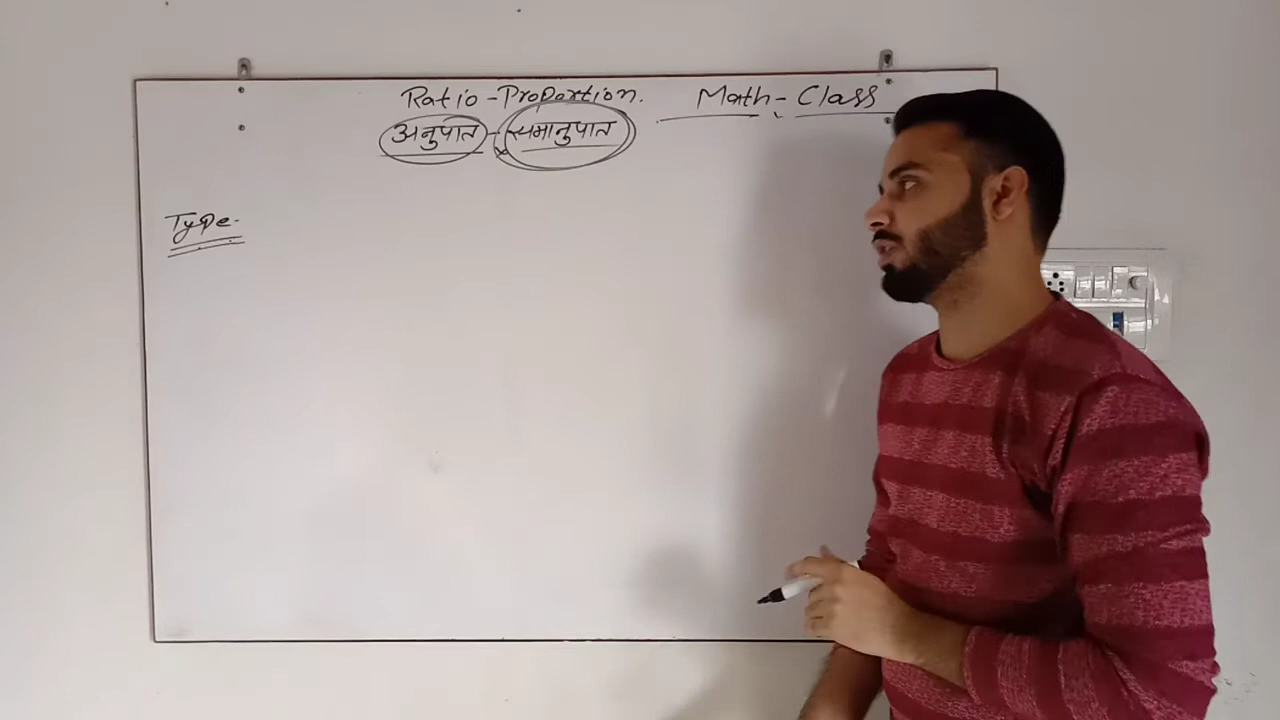 Ratio - Proportion. Math - Class
अनुपात - समानुपात
Type -